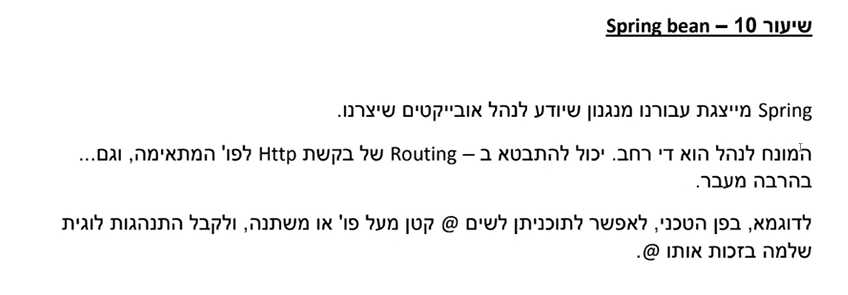 שיעור 10 – Spring bean
Spring מייצגת עבורנו מנגנון שיודע לנהל אובייקטים שיצרנו.
המונח לנהל הוא די רחב. יכול להתבטא ב – Routing של בקשת Http לפו' המתאימה, וגם...
בהרבה מעבר.
לדוגמא, בפן הטכני, לאפשר לתוכניתן לשים @ קטן מעל פו' או משתנה, ולקבל התנהגות לוגית
שלמה בזכות אותו @.